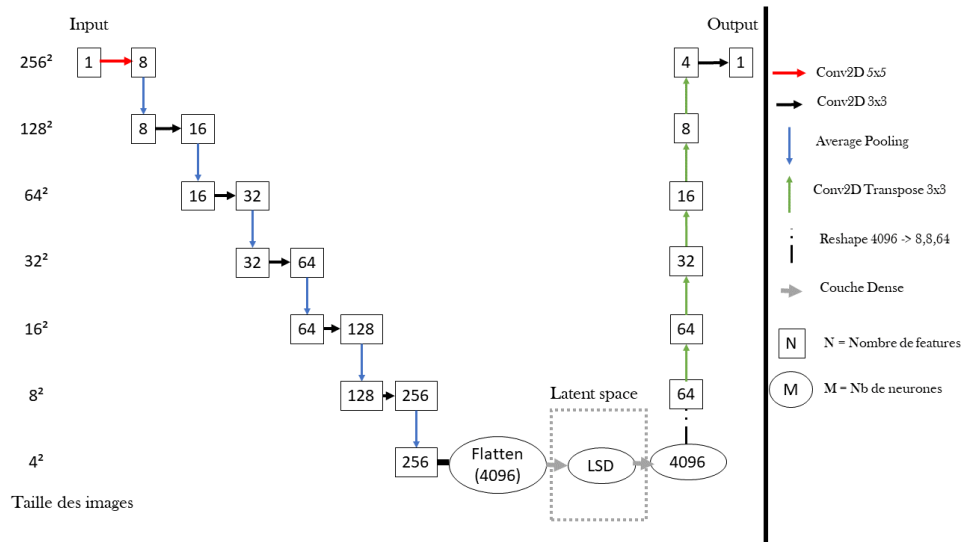 Input
Output
256²
1
8
4
1
128²
8
16
8
64²
16
32
16
32²
32
64
32
16²
64
128
64
8²
128
256
64
Latent space
4²
256
Flatten
(4096)
LSD
4096
Taille des images
Conv2D 5x5
Conv2D 3x3
Average Pooling
Conv2D Transpose 3x3
Reshape 4096 -> 8,8,64
Couche Dense
N
N = Nombre de features
M
M = Nb de neurones